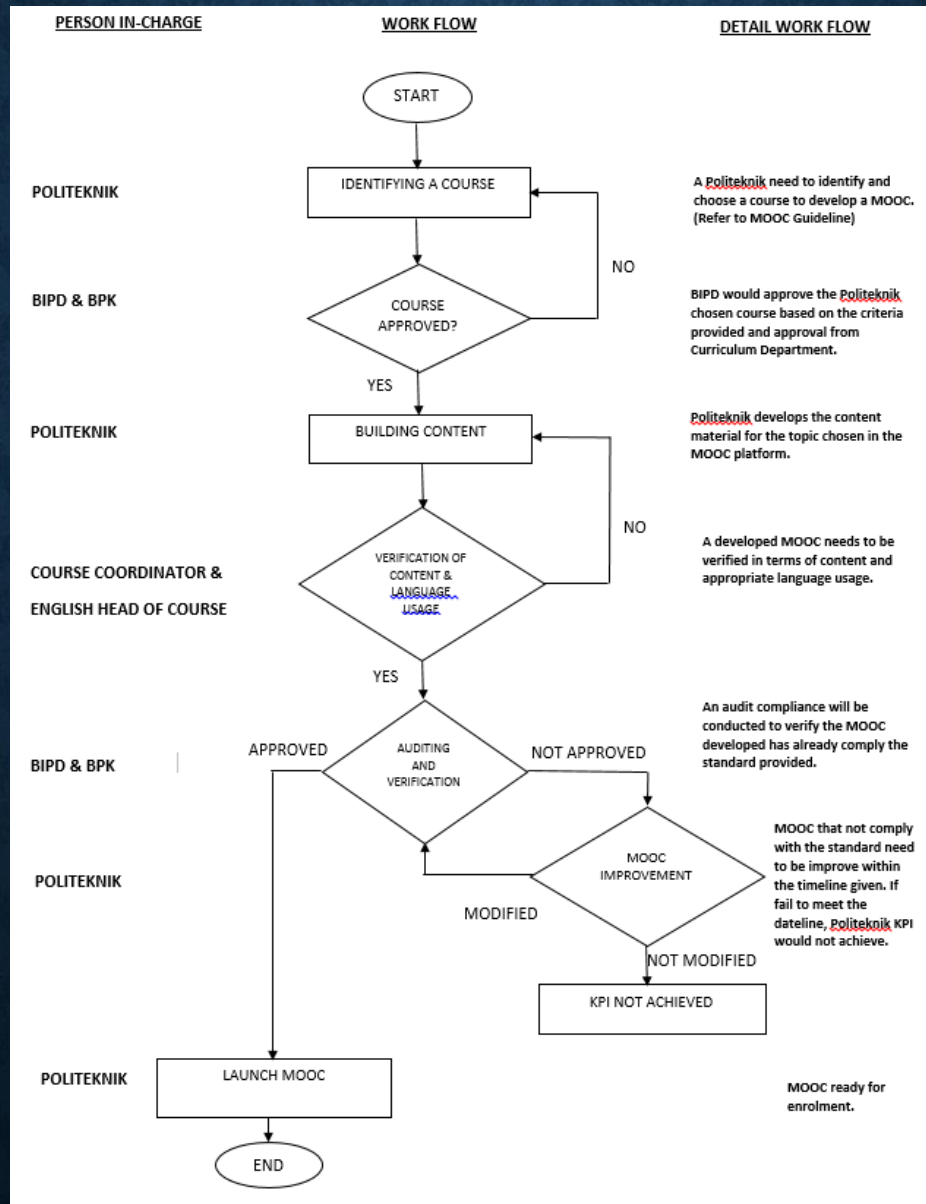 PERSON IN-CHARGE
WORK FLOW
DETAIL WORK FLOW
START
POLITEKNIK
IDENTIFYING A COURSE
A Politeknik need to identify and
choose a course to develop a MOOC.
(Refer to MOOC Guideline)
NO
BIPD & BPK
COURSE
APPROVED?
BIPD would approve the Politeknik
chosen course based on the criteria
provided and approval from
Curriculum Department.
YES
POLITEKNIK
BUILDING CONTENT
Politeknik develops the content
material for the topic chosen in the
MOOC platform.
NO
COURSE COORDINATOR &
ENGLISH HEAD OF COURSE
VERIFICATION OF
CONTENT &
LANGUAGE
USAGE
A developed MOOC needs to be
verified in terms of content and
appropriate language usage.
YES
BIPD & BPK
APPROVED
AUDITING
AND
VERIFICATION
NOT APPROVED
An audit compliance will be
conducted to verify the MOOC
developed has already comply the
standard provided.
POLITEKNIK
MODIFIED
MOOC
IMPROVEMENT
NOT MODIFIED
MOOC that not comply
with the standard need
to be improve within
the timeline given. If
fail to meet the
dateline, Politeknik KPI
would not achieve.
KPI NOT ACHIEVED
POLITEKNIK
LAUNCH MOOC
MOOC ready for
enrolment.
END